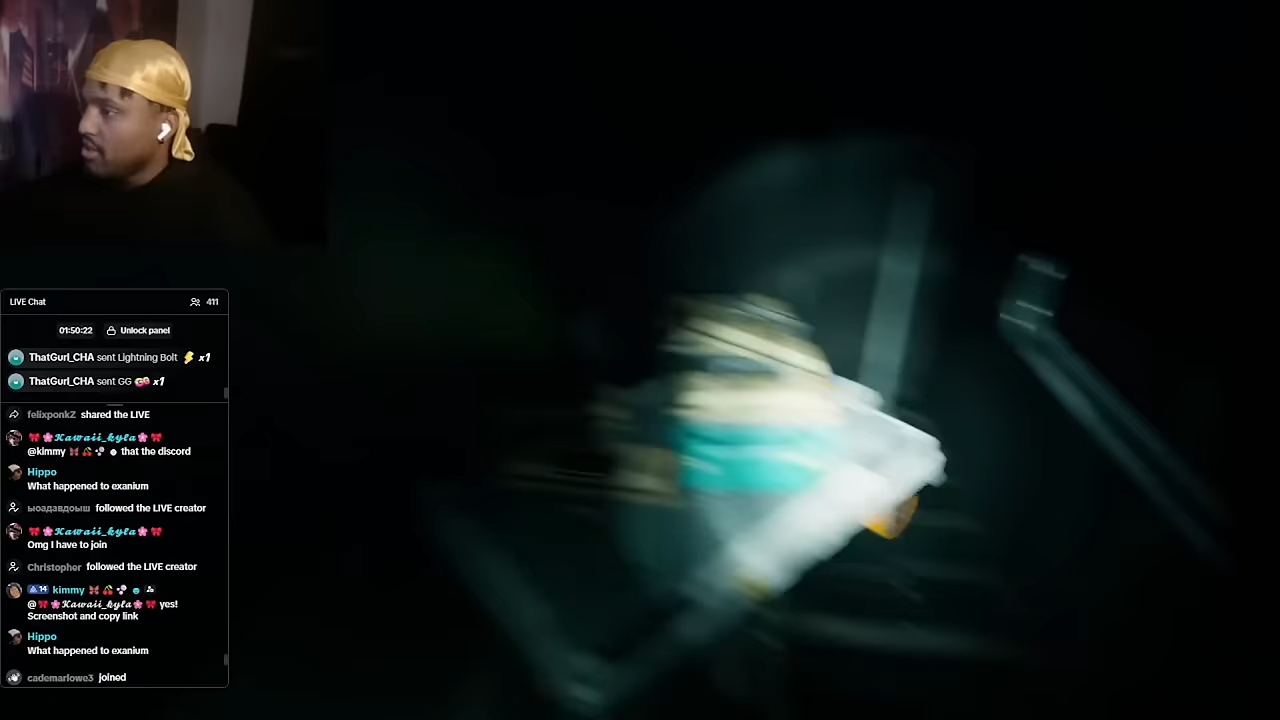 LIVE Chat 411
01:50:22 Unlock panel
ThatGurl_CHA sent Lightning Bolt ⚡ x1
ThatGurl_CHA sent GG x1
felixponkZ shared the LIVE
🎀🌸𝓚𝓪𝔀𝓪𝓲𝓲_𝓴𝔂𝓵𝓪🌸🎀
@kimmy 🦋🍒 that the discord
Hippo
What happened to exanium
ыоадавдоыш followed the LIVE creator
🎀🌸𝓚𝓪𝔀𝓪𝓲𝓲_𝓴𝔂𝓵𝓪🌸🎀
Omg I have to join
Christopher followed the LIVE creator
14 kimmy 🦋🍒
@🎀🌸𝓚𝓪𝔀𝓪𝓲𝓲_𝓴𝔂𝓵𝓪🌸🎀 yes!
Screenshot and copy link
Hippo
What happened to exanium
cademarlowe3 joined